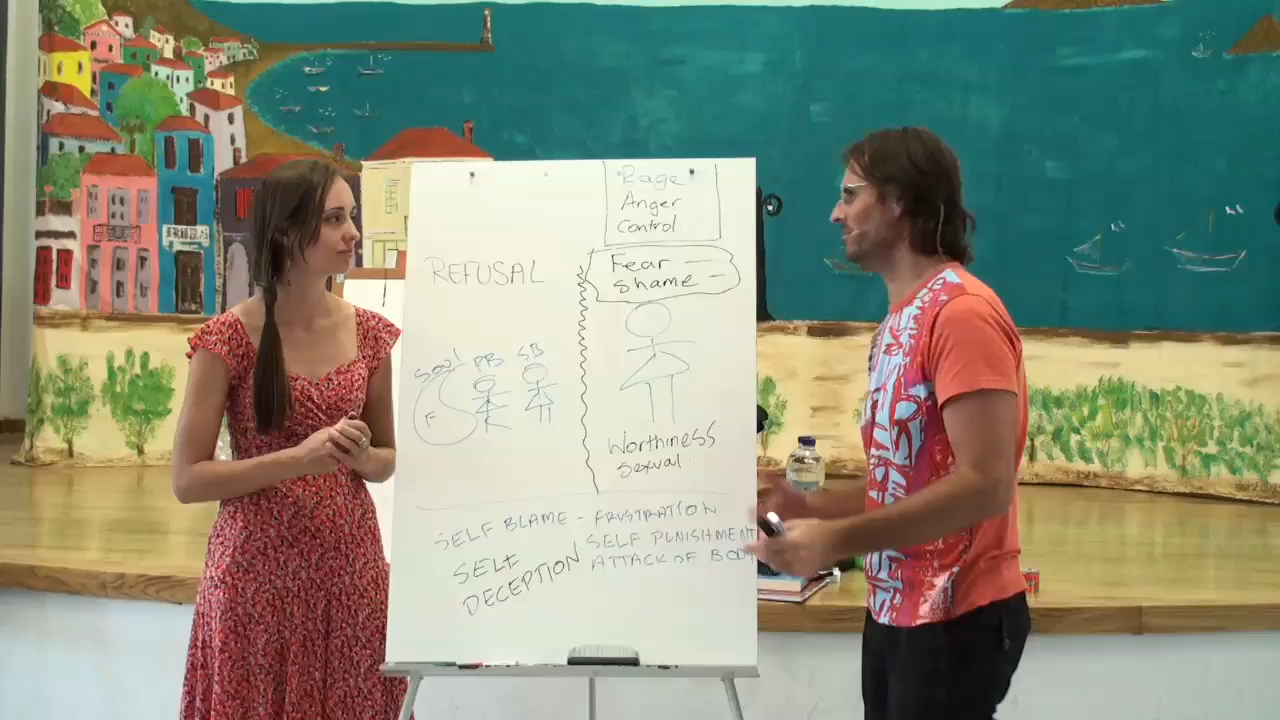 Rage
Anger
Control
Fear —
Shame —
REFUSAL
Soul
PB
SB
F
Worthiness
Sexual
SELF BLAME - FRUSTRATION
SELF PUNISHMENT
ATTACK OF BODY
SELF
DECEPTION